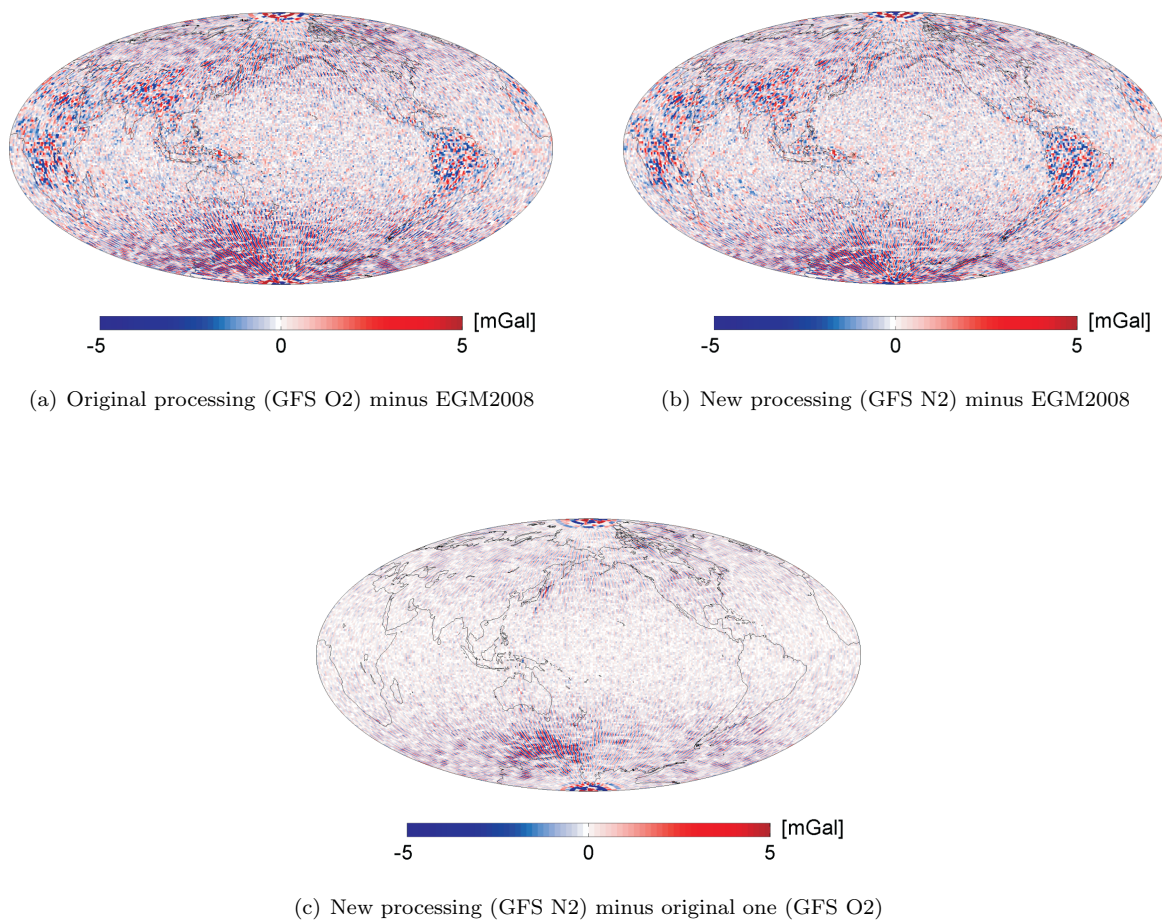 [mGal]
-5 0 5
(a) Original processing (GFS O2) minus EGM2008
[mGal]
-5 0 5
(b) New processing (GFS N2) minus EGM2008
[mGal]
-5 0 5
(c) New processing (GFS N2) minus original one (GFS O2)